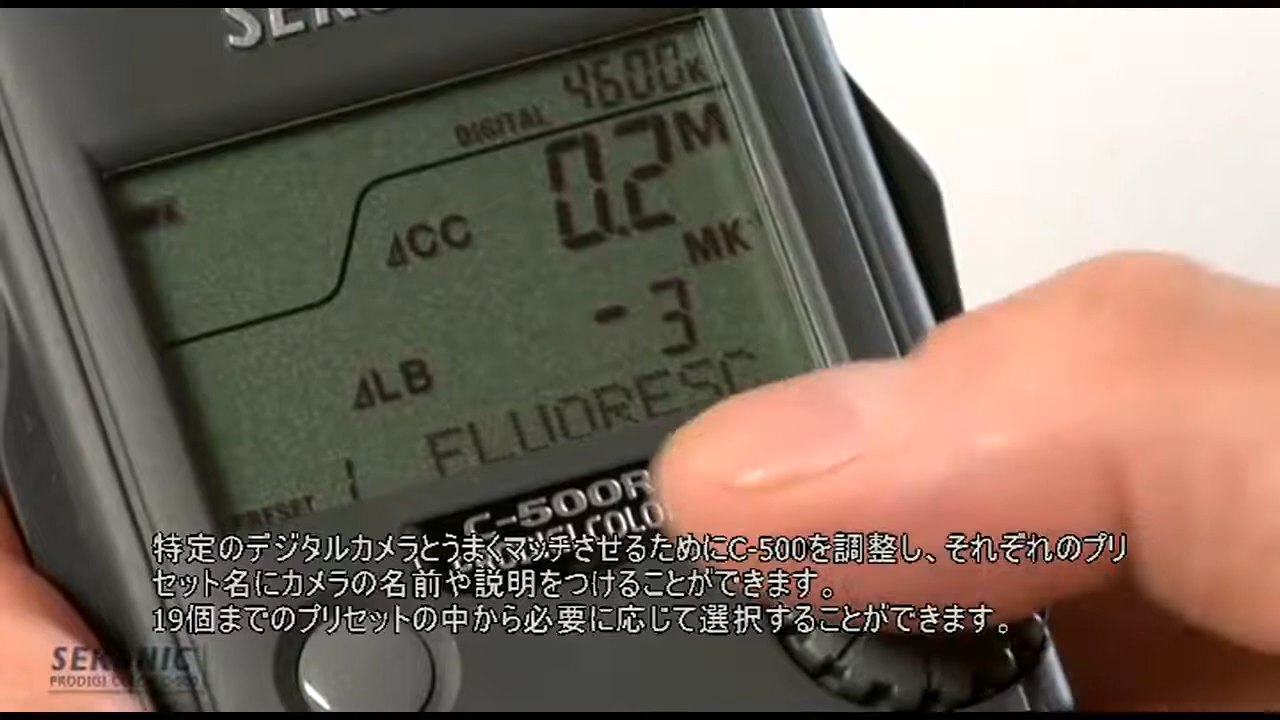 4600K
DIGITAL
0.2M
⊿CC
MK
-3
⊿LB
FLUORESC
PRESET 1
C-500R
特定のデジタルカメラとうまくマッチさせるためにC-500を調整し、それぞれのプリ
セット名にカメラの名前や説明をつけることができます。
19個までのプリセットの中から必要に応じて選択することができます。
SEKONIC
PRODIGI COLOR C-500